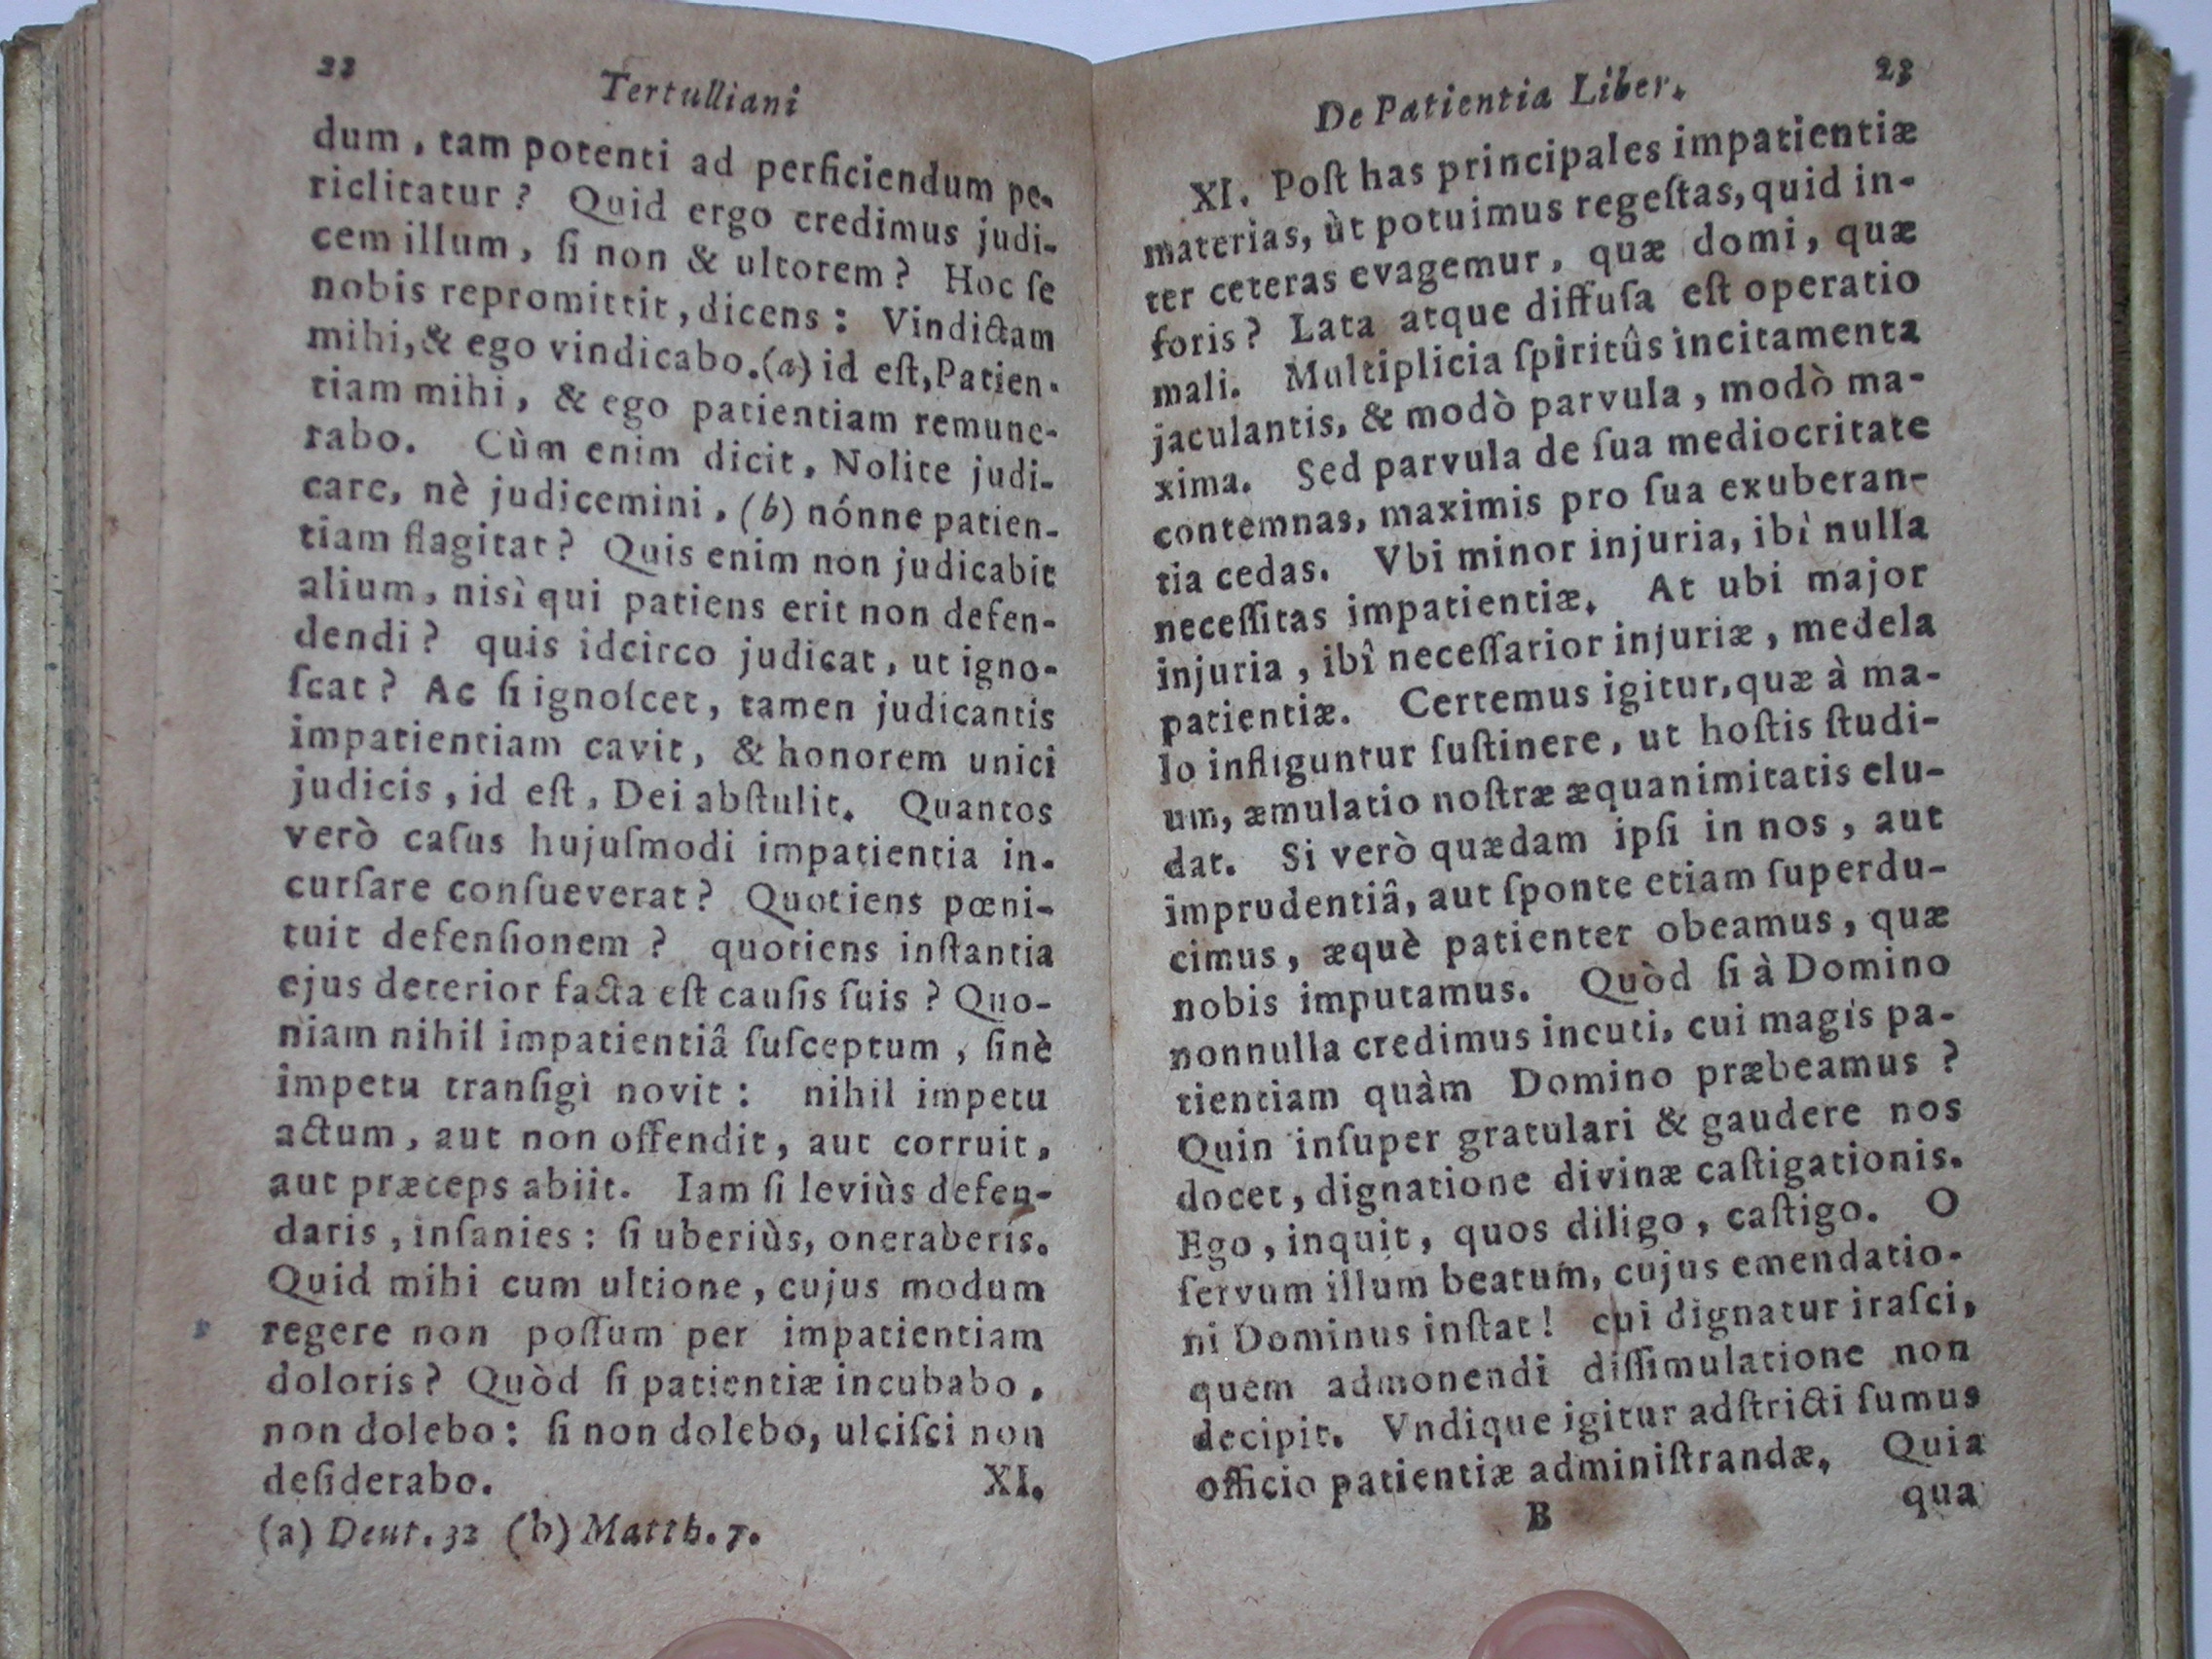 22
Tertulliani
dum, tam potenti ad perficiendum pe-
riclitatur? Quid ergo credimus judi-
cem illum, ſi non & ultorem? Hoc ſe
nobis repromittit, dicens: Vindictam
mihi, & ego vindicabo. (a) id eſt, Patien-
tiam mihi, & ego patientiam remune-
rabo. Cùm enim dicit, Nolite judi-
care, nè judicemini, (b) nónne patien-
tiam flagitat? Quis enim non judicabit
alium, nisì qui patiens erit non defen-
dendi? quis idcirco judicat, ut igno-
ſcat? Ac ſi ignoſcet, tamen judicantis
impatientiam cavit, & honorem unici
judicis, id eſt, Dei abſtulit. Quantos
verò caſus hujuſmodi impatientia in-
curſare conſueverat? Quotiens pœni-
tuit defenſionem? quotiens inſtantia
ejus deterior facta eſt cauſis ſuis? Quo-
niam nihil impatientiâ ſuſceptum, ſinè
impetu tranſigi novit: nihil impetu
actum, aut non offendit, aut corruit,
aut præceps abiit. Iam ſi leviùs defen-
daris, inſanies: ſi uberiùs, oneraberis.
Quid mihi cum ultione, cujus modum
regere non poſſum per impatientiam
doloris? Quòd ſi patientiæ incubabo,
non dolebo: ſi non dolebo, ulciſci non
deſiderabo. XI.
(a) Deut. 32 (b) Matth. 7.
De Patientia Liber. 23
XI. Poſt has principales impatientiæ
materias, ùt potuimus regeſtas, quid in-
ter ceteras evagemur, quæ domi, quæ
foris? Lata atque diffuſa eſt operatio
mali. Multiplicia ſpiritûs incitamenta
jaculantis, & modò parvula, modò ma-
xima. Sed parvula de ſua mediocritate
contemnas, maximis pro ſua exuberan-
tia cedas. Vbi minor injuria, ibì nulla
neceſſitas impatientiæ. At ubi major
injuria, ibî neceſſarior injuriæ, medela
patientiæ. Certemus igitur, quæ à ma-
lo infliguntur ſuſtinere, ut hoſtis ſtudi-
um, æmulatio noſtræ æquanimitatis elu-
dat. Si verò quædam ipſi in nos, aut
imprudentiâ, aut ſponte etiam ſuperdu-
cimus, æquè patienter obeamus, quæ
nobis imputamus. Quòd ſi à Domino
nonnulla credimus incuti, cui magis pa-
tientiam quàm Domino præbeamus?
Quin inſuper gratulari & gaudere nos
docet, dignatione divinæ caſtigationis.
Ego, inquit, quos diligo, caſtigo. O
ſervum illum beatum, cujus emendatio-
ni Dominus inſtat! cui dignatur iraſci,
quem admonendi diſſimulatione non
decipit. Vndique igitur adſtricti ſumus
officio patientiæ adminiſtrandæ, Quia
B qua